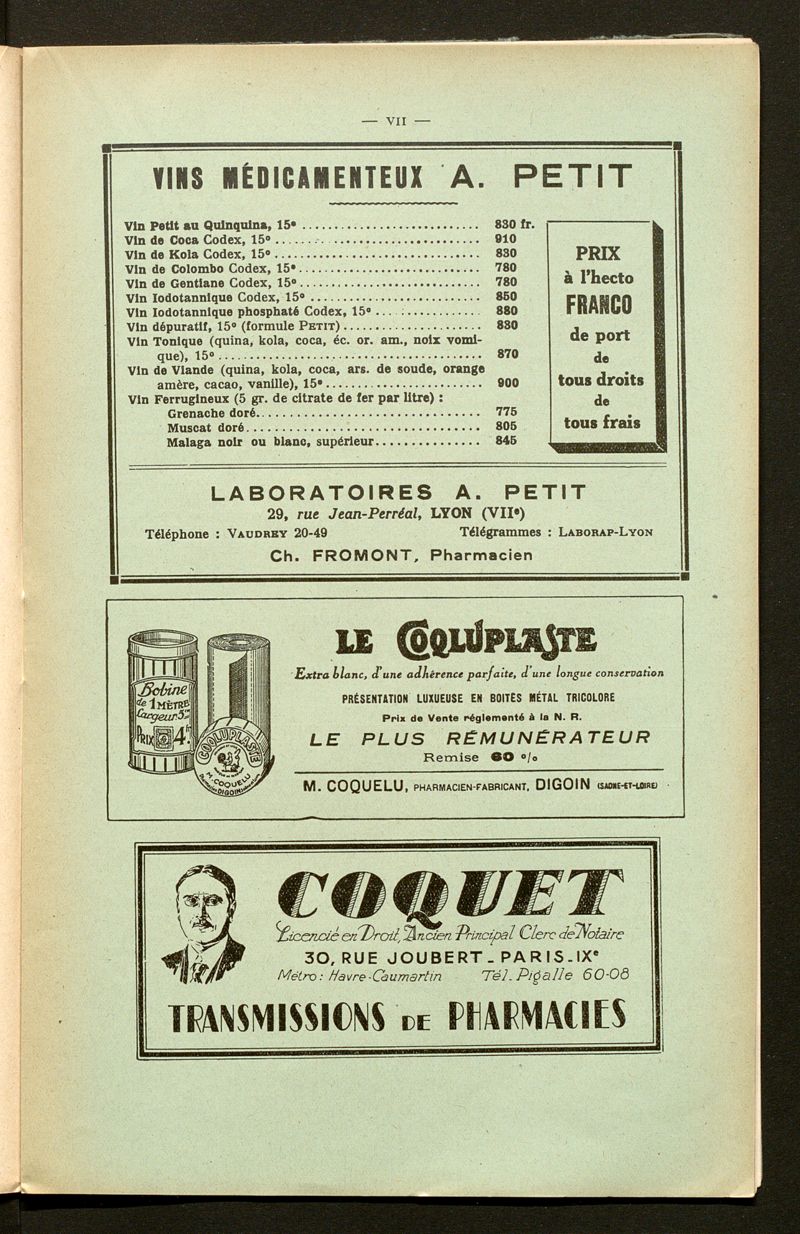 — VII —
VINS MÉDICAMENTEUX A. PETIT
Vin Petit au Quinquina, 15° ........ 830 fr.
Vin de Coca Codex, 15° ........ 910
Vin de Kola Codex, 15° ........ 830
Vin de Colombo Codex, 15° ........ 780
Vin de Gentiane Codex, 15° ........ 780
Vin Iodotannique Codex, 15° ........ 850
Vin Iodotannique phosphaté Codex, 15° ........ 880
Vin dépuratif, 15° (formule PETIT) ........ 830
Vin Tonique (quina, kola, coca, éc. or. am., noix vomi-
que), 15° ........ 870
Vin de Viande (quina, kola, coca, ars. de soude, orange
amère, cacao, vanille), 15° ........ 900
Vin Ferrugineux (5 gr. de citrate de fer par litre) :
Grenache doré ........ 775
Muscat doré ........ 805
Malaga noir ou blanc, supérieur ........ 845
PRIX
à l'hecto
FRANCO
de port
de
tous droits
de
tous frais
LABORATOIRES A. PETIT
29, rue Jean-Perréal, LYON (VIIe)
Téléphone : VAUDREY 20-49 Télégrammes : LABORAP-LYON
Ch. FROMONT, Pharmacien
Bobine
de 1 MÈTRE
Largeur 5 cm
PRIX 4 fr
COQLUPLASTE
M. COQUELU
DIGOIN
LE COQLUPLASTE
Extra blanc, d'une adhérence parfaite, d'une longue conservation
PRÉSENTATION LUXUEUSE EN BOITES MÉTAL TRICOLORE
Prix de Vente réglementé à la N. R.
LE PLUS RÉMUNÉRATEUR
Remise 60 %
M. COQUELU, PHARMACIEN-FABRICANT, DIGOIN (SAONE-ET-LOIRE)
COQUET
Licencié en Droit, Ancien Principal Clerc de Notaire
30, RUE JOUBERT - PARIS - IXe
Métro : Havre-Caumartin Tél. Pigalle 60-08
TRANSMISSIONS DE PHARMACIES